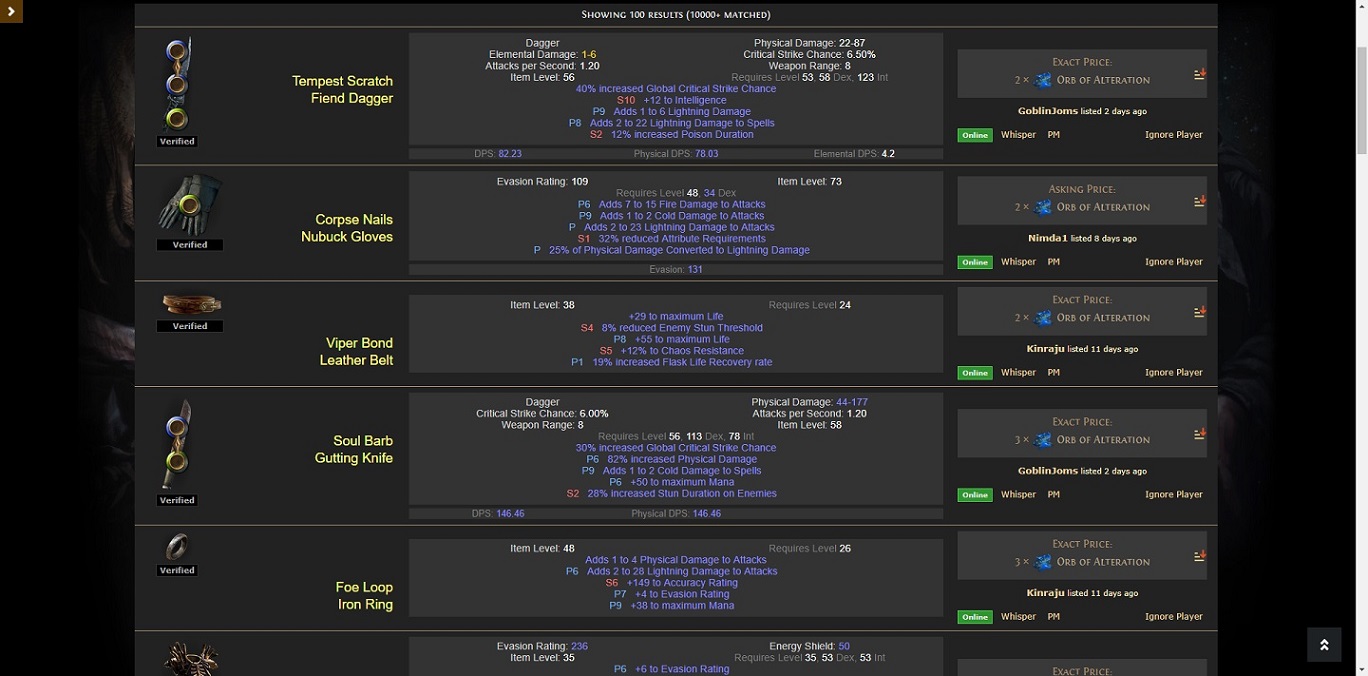 Showing 100 results (10000+ matched)
Tempest Scratch
Fiend Dagger
Verified
Dagger Physical Damage: 22-87
Elemental Damage: 1-6 Critical Strike Chance: 6.50%
Attacks per Second: 1.20 Weapon Range: 8
Item Level: 56 Requires Level 53, 58 Dex, 123 Int
40% increased Global Critical Strike Chance
S10 +12 to Intelligence
P9 Adds 1 to 6 Lightning Damage
P8 Adds 2 to 22 Lightning Damage to Spells
S2 12% increased Poison Duration
DPS: 82.23 Physical DPS: 78.03 Elemental DPS: 4.2
Exact Price:
2 × Orb of Alteration
GoblinJoms listed 2 days ago
Online Whisper PM Ignore Player
Corpse Nails
Nubuck Gloves
Verified
Evasion Rating: 109 Item Level: 73
Requires Level 48, 34 Dex
P6 Adds 7 to 15 Fire Damage to Attacks
P9 Adds 1 to 2 Cold Damage to Attacks
P Adds 2 to 23 Lightning Damage to Attacks
S1 32% reduced Attribute Requirements
P 25% of Physical Damage Converted to Lightning Damage
Evasion: 131
Asking Price:
2 × Orb of Alteration
Nimda1 listed 8 days ago
Online Whisper PM Ignore Player
Verified
Viper Bond
Leather Belt
Item Level: 38 Requires Level 24
+29 to maximum Life
S4 8% reduced Enemy Stun Threshold
P8 +55 to maximum Life
S5 +12% to Chaos Resistance
P1 19% increased Flask Life Recovery rate
Exact Price:
2 × Orb of Alteration
Kinraju listed 11 days ago
Online Whisper PM Ignore Player
Soul Barb
Gutting Knife
Verified
Dagger Physical Damage: 44-177
Critical Strike Chance: 6.00% Attacks per Second: 1.20
Weapon Range: 8 Item Level: 58
Requires Level 56, 113 Dex, 78 Int
30% increased Global Critical Strike Chance
P6 82% increased Physical Damage
P9 Adds 1 to 2 Cold Damage to Spells
P6 +50 to maximum Mana
S2 28% increased Stun Duration on Enemies
DPS: 146.46 Physical DPS: 146.46
Exact Price:
3 × Orb of Alteration
GoblinJoms listed 2 days ago
Online Whisper PM Ignore Player
Verified
Foe Loop
Iron Ring
Item Level: 48 Requires Level 26
Adds 1 to 4 Physical Damage to Attacks
P6 Adds 2 to 28 Lightning Damage to Attacks
S6 +149 to Accuracy Rating
P7 +4 to Evasion Rating
P9 +38 to maximum Mana
Exact Price:
3 × Orb of Alteration
Kinraju listed 11 days ago
Online Whisper PM Ignore Player
Evasion Rating: 236 Energy Shield: 50
Item Level: 35 Requires Level 35, 53 Dex, 53 Int
P6 +6 to Evasion Rating
Exact Price: